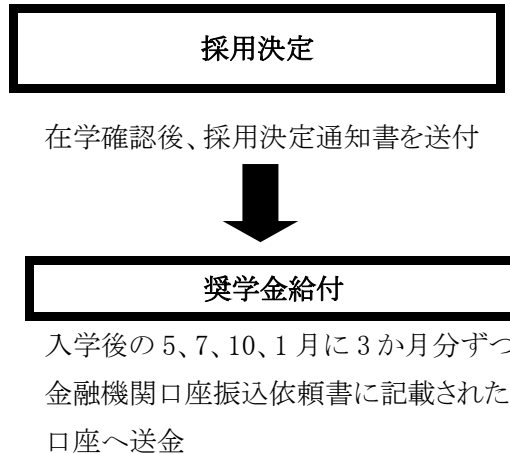 採用決定
在学確認後、採用決定通知書を送付
奨学金給付
入学後の 5、7、10、1 月に 3 か月分ずつ
金融機関口座振込依頼書に記載された
口座へ送金